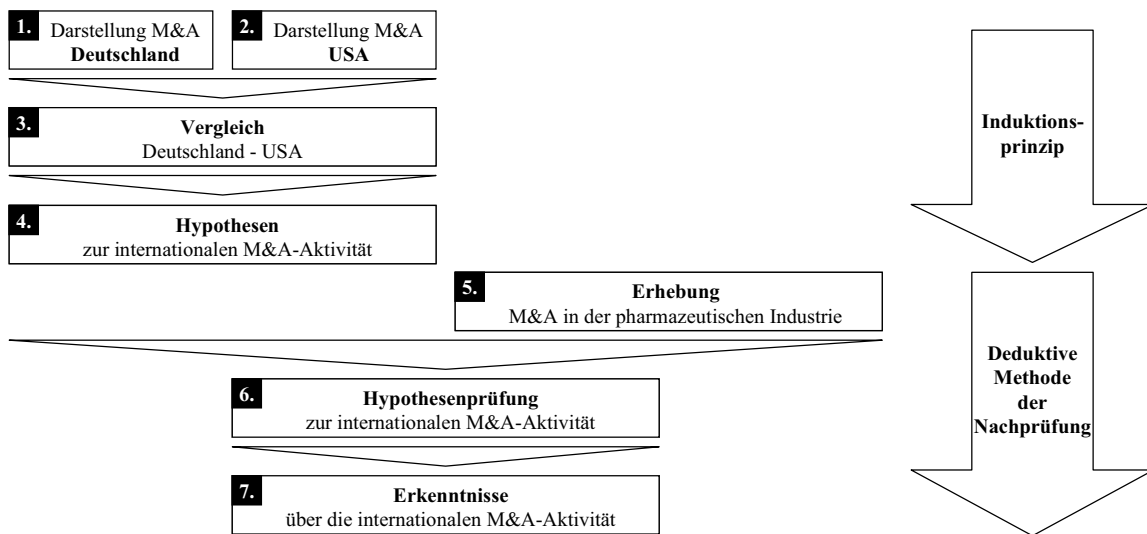 1. Darstellung M&A
Deutschland
2. Darstellung M&A
USA
3. Vergleich
Deutschland - USA
4. Hypothesen
zur internationalen M&A-Aktivität
Induktions-
prinzip
5. Erhebung
M&A in der pharmazeutischen Industrie
6. Hypothesenprüfung
zur internationalen M&A-Aktivität
7. Erkenntnisse
über die internationalen M&A-Aktivität
Deduktive
Methode
der
Nachprüfung